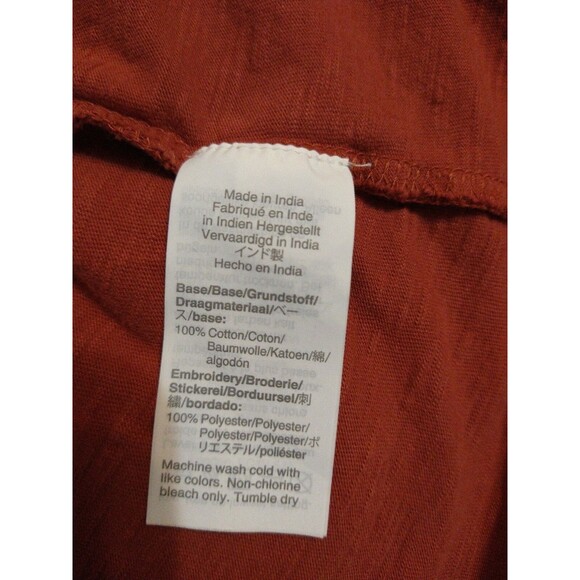 Made in India
Fabriqué en Inde
in Indien Hergestellt
Vervaardigd in India
インド製
Hecho en India
Base/Base/Grundstoff/
Draagmateriaal/ベー
ス/base:
100% Cotton/Coton/
Baumwolle/Katoen/綿/
algodón
Embroidery/Broderie/
Stickerei/Borduursel/刺
繍/bordado:
100% Polyester/Polyester/
Polyester/Polyester/ポ
リエステル/poliéster
Machine wash cold with
like colors. Non-chlorine
bleach only. Tumble dry